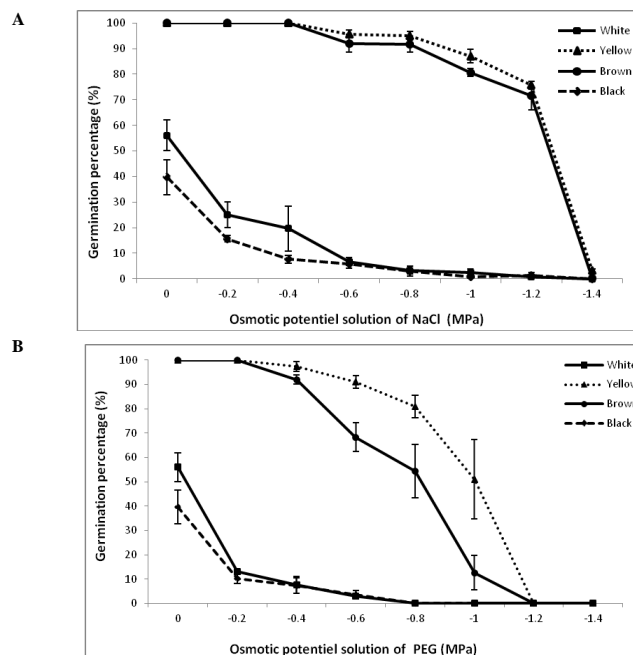 A
100
90
80
70
60
50
40
30
20
10
0
Germination percentage (%)
White
Yellow
Brown
Black
0 -0.2 -0.4 -0.6 -0.8 -1 -1.2 -1.4
Osmotic potentiel solution of NaCl (MPa)
B
100
90
80
70
60
50
40
30
20
10
0
Germination percentage (%)
White
Yellow
Brown
Black
0 -0.2 -0.4 -0.6 -0.8 -1 -1.2 -1.4
Osmotic potentiel solution of PEG (MPa)